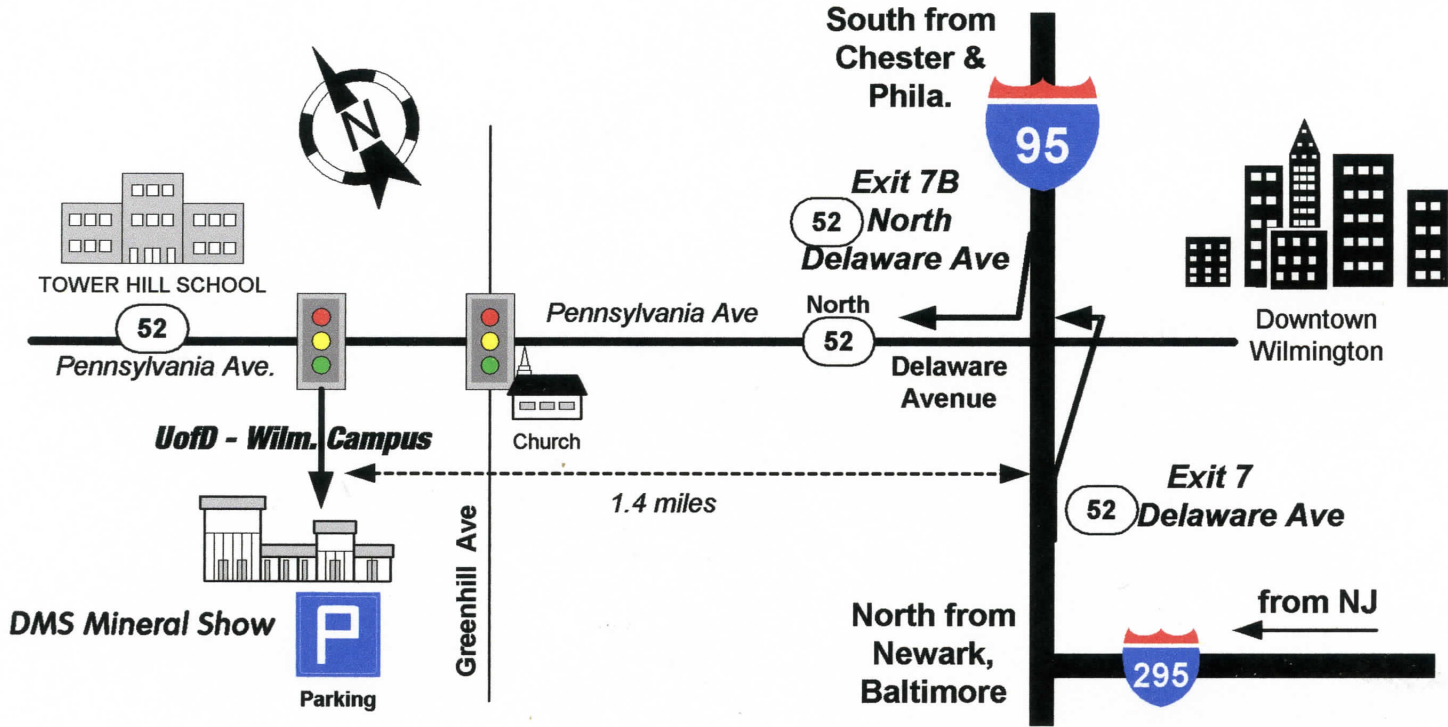 South from
Chester &
Phila.
95
N
Exit 7B
52 North
Delaware Ave
TOWER HILL SCHOOL
52
Pennsylvania Ave.
Pennsylvania Ave
North
52
Delaware
Avenue
Downtown
Wilmington
UofD - Wilm. Campus
Church
1.4 miles
Exit 7
52 Delaware Ave
Greenhill Ave
DMS Mineral Show
P
Parking
North from
Newark,
Baltimore
from NJ
295